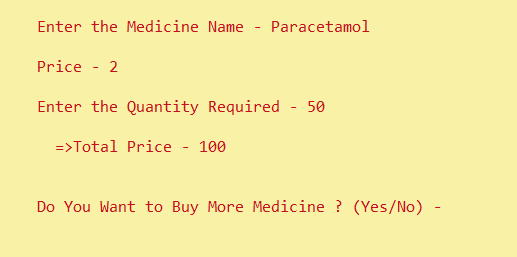 Enter the Medicine Name - Paracetamol
Price - 2
Enter the Quantity Required - 50
=>Total Price - 100
Do You Want to Buy More Medicine ? (Yes/No) -